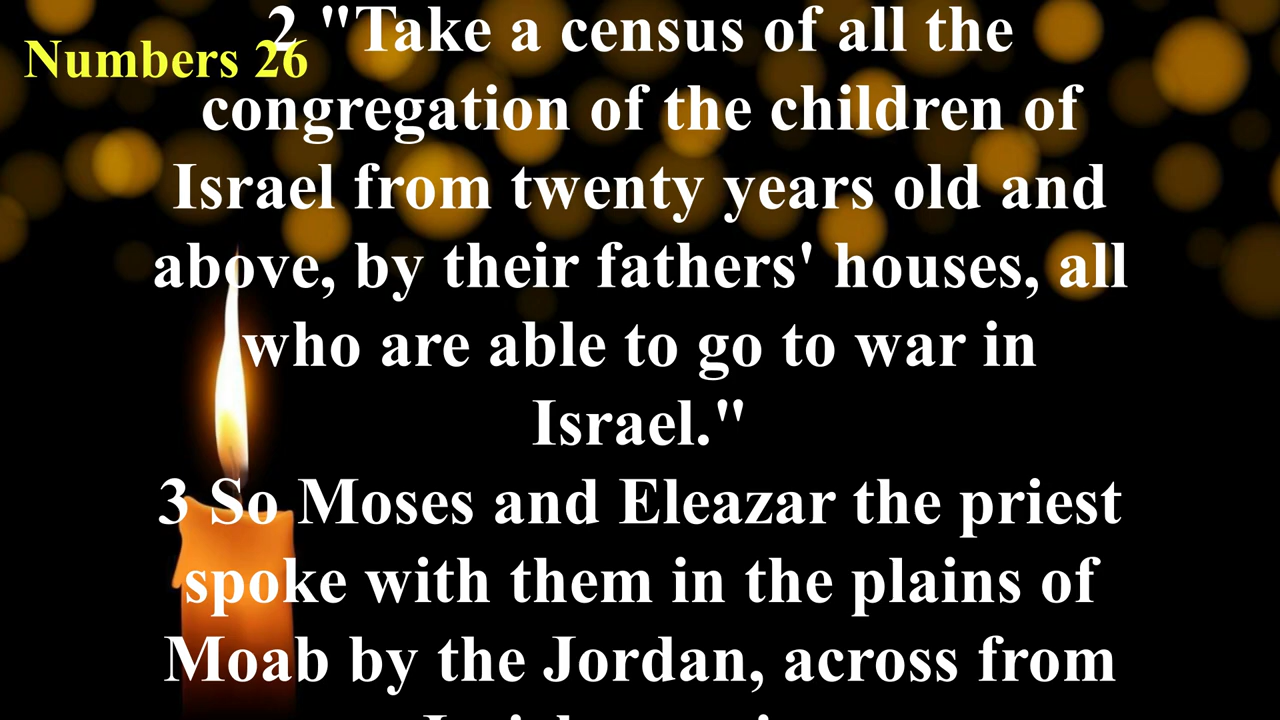 Numbers 26
2 "Take a census of all the
congregation of the children of
Israel from twenty years old and
above, by their fathers' houses, all
who are able to go to war in
Israel."
3 So Moses and Eleazar the priest
spoke with them in the plains of
Moab by the Jordan, across from